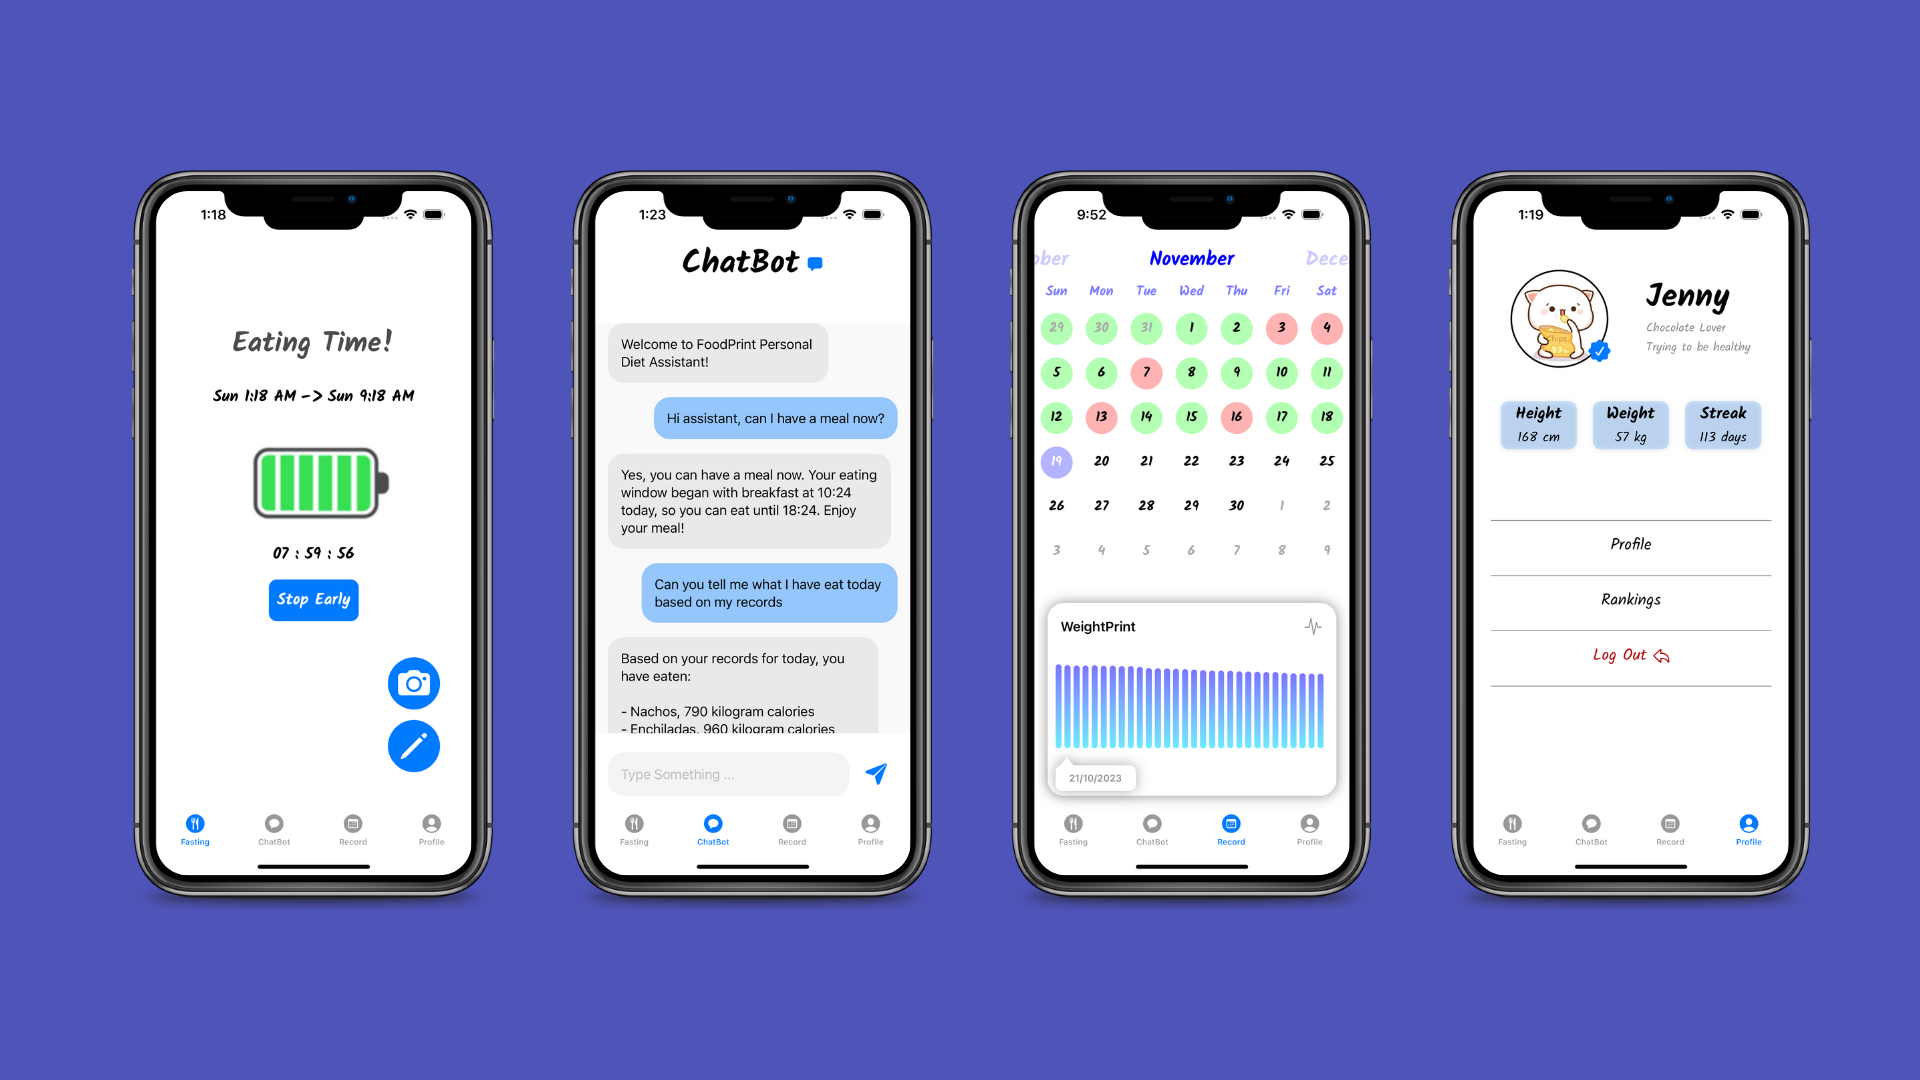 1:18
Eating Time!
Sun 1:18 AM -> Sun 9:18 AM
07 : 59 : 56
Stop Early
Fasting ChatBot Record Profile
1:23
ChatBot
Welcome to FoodPrint Personal
Diet Assistant!
Hi assistant, can I have a meal now?
Yes, you can have a meal now. Your eating
window began with breakfast at 10:24
today, so you can eat until 18:24. Enjoy
your meal!
Can you tell me what I have eat today
based on my records
Based on your records for today, you
have eaten:
- Nachos, 790 kilogram calories
- Enchiladas, 960 kilogram calories
Type Something ...
Fasting ChatBot Record Profile
9:52
ober November Dece
Sun Mon Tue Wed Thu Fri Sat
29 30 31 1 2 3 4
5 6 7 8 9 10 11
12 13 14 15 16 17 18
19 20 21 22 23 24 25
26 27 28 29 30 1 2
3 4 5 6 7 8 9
WeightPrint
21/10/2023
Fasting ChatBot Record Profile
1:19
Chips
Jenny
Chocolate Lover
Trying to be healthy
Height Weight Streak
168 cm 57 kg 113 days
Profile
Rankings
Log Out
Fasting ChatBot Record Profile